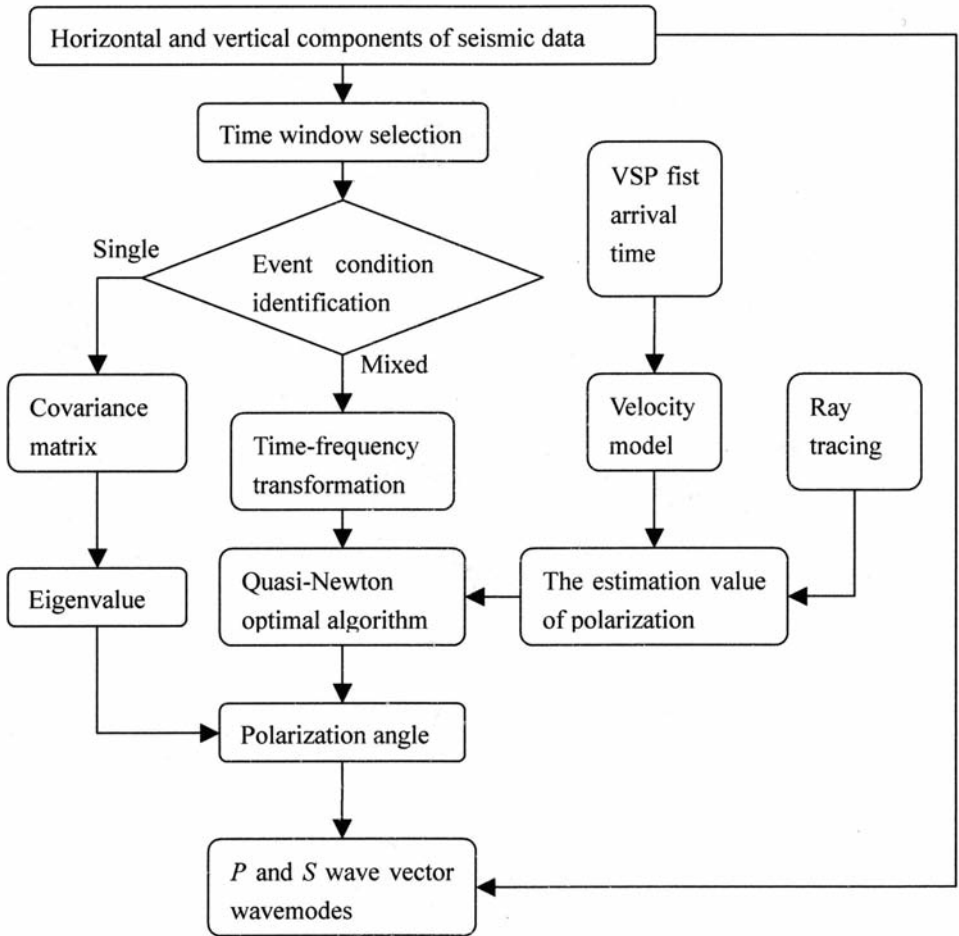 Horizontal and vertical components of seismic data
Time window selection
VSP fist
arrival
time
Single
Event condition
identification
Mixed
Covariance
matrix
Time-frequency
transformation
Velocity
model
Ray
tracing
Eigenvalue
Quasi-Newton
optimal algorithm
The estimation value
of polarization
Polarization angle
P and S wave vector
wavemodes